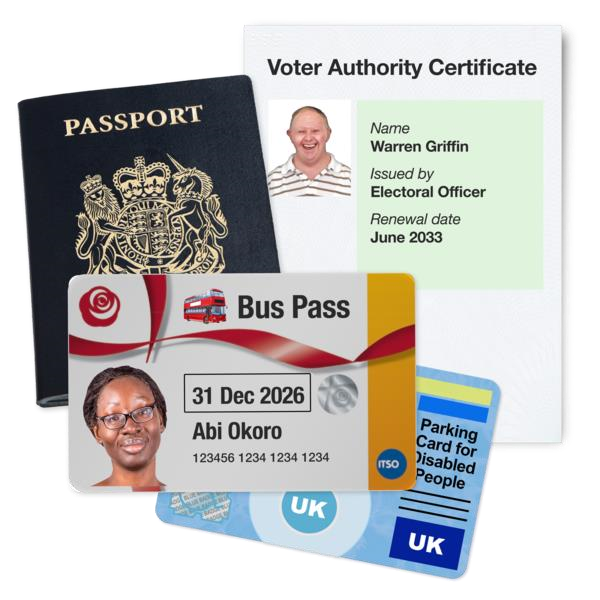 PASSPORT
Voter Authority Certificate
Name
Warren Griffin
Issued by
Electoral Officer
Renewal date
June 2033
Bus Pass
31 Dec 2026
Abi Okoro
123456 1234 1234 1234
ITSO
Parking
Card for
Disabled
People
UK
UK